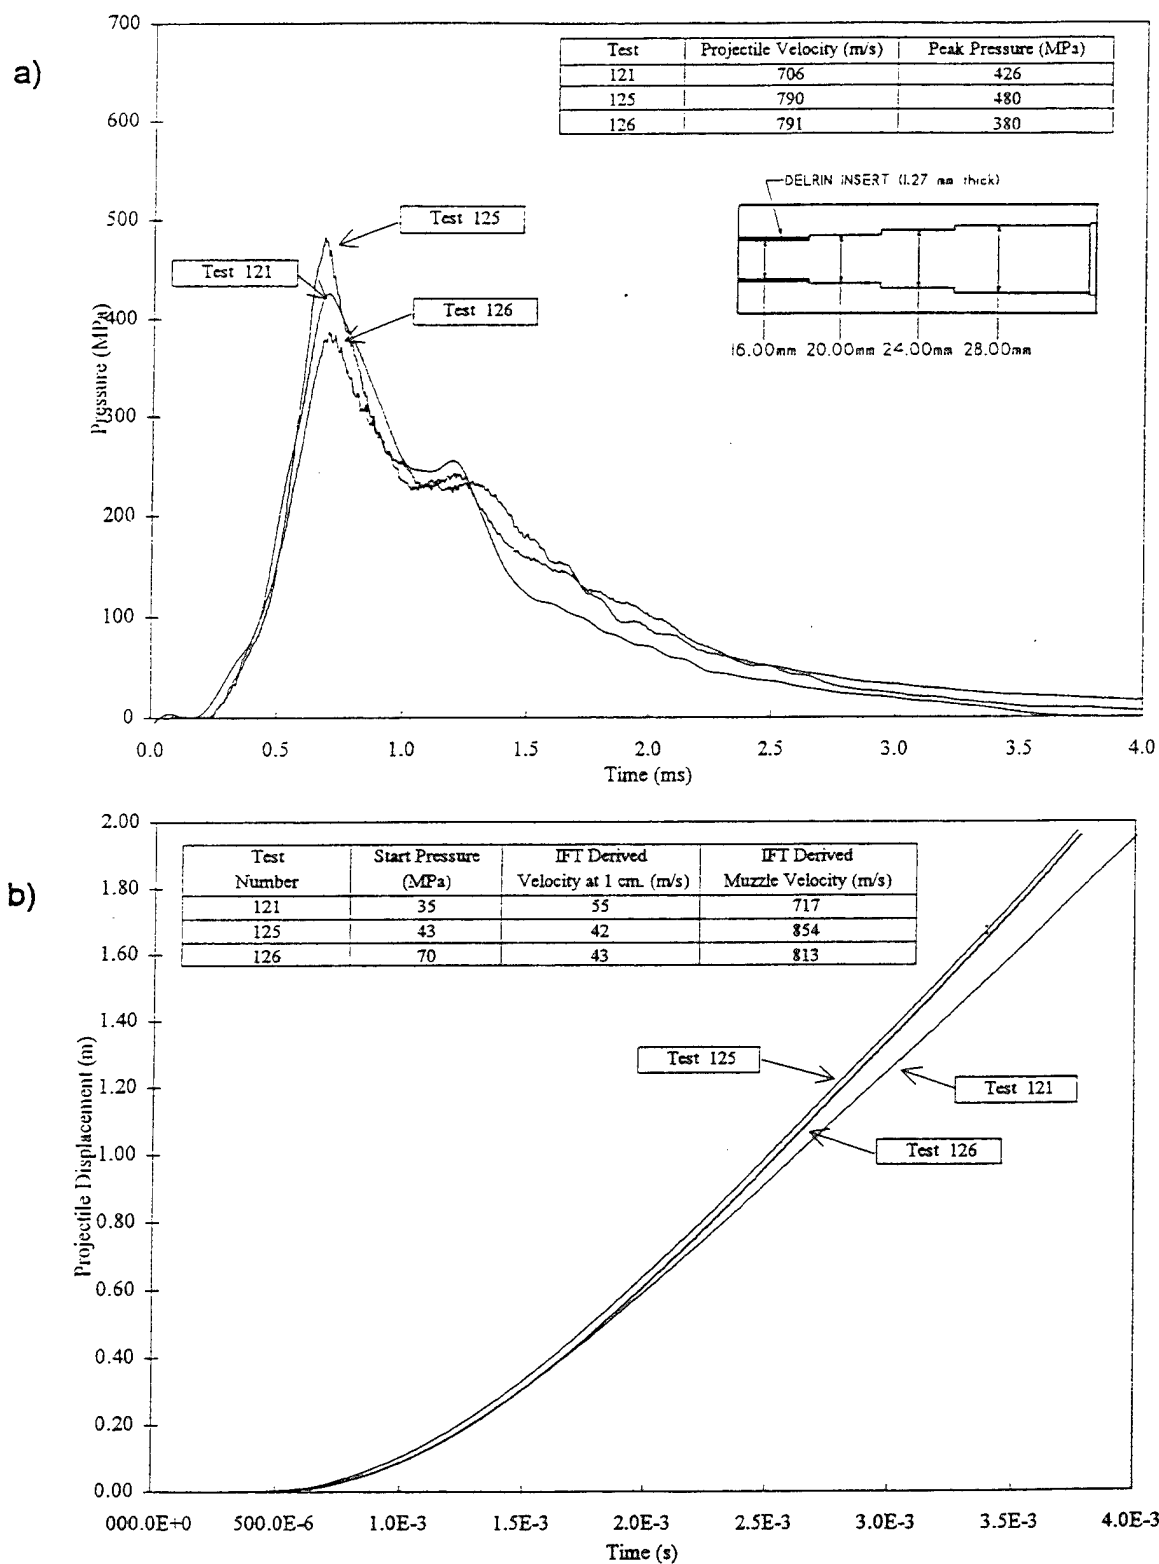 a)
700
600
500
400
300
200
100
0
Pressure (MPa)
Test Projectile Velocity (m/s) Peak Pressure (MPa)
121 706 426
125 790 480
126 791 380
DELRIN INSERT (1.27 mm thick)
16.00mm 20.00mm 24.00mm 28.00mm
Test 125
Test 121
Test 126
0.0 0.5 1.0 1.5 2.0 2.5 3.0 3.5 4.0
Time (ms)
b)
2.00
1.80
1.60
1.40
1.20
1.00
0.80
0.60
0.40
0.20
0.00
Projectile Displacement (m)
Test Start Pressure IFT Derived IFT Derived
Number (MPa) Velocity at 1 cm. (m/s) Muzzle Velocity (m/s)
121 35 55 717
125 43 42 854
126 70 43 813
Test 125
Test 121
Test 126
000.0E+0 500.0E-6 1.0E-3 1.5E-3 2.0E-3 2.5E-3 3.0E-3 3.5E-3 4.0E-3
Time (s)